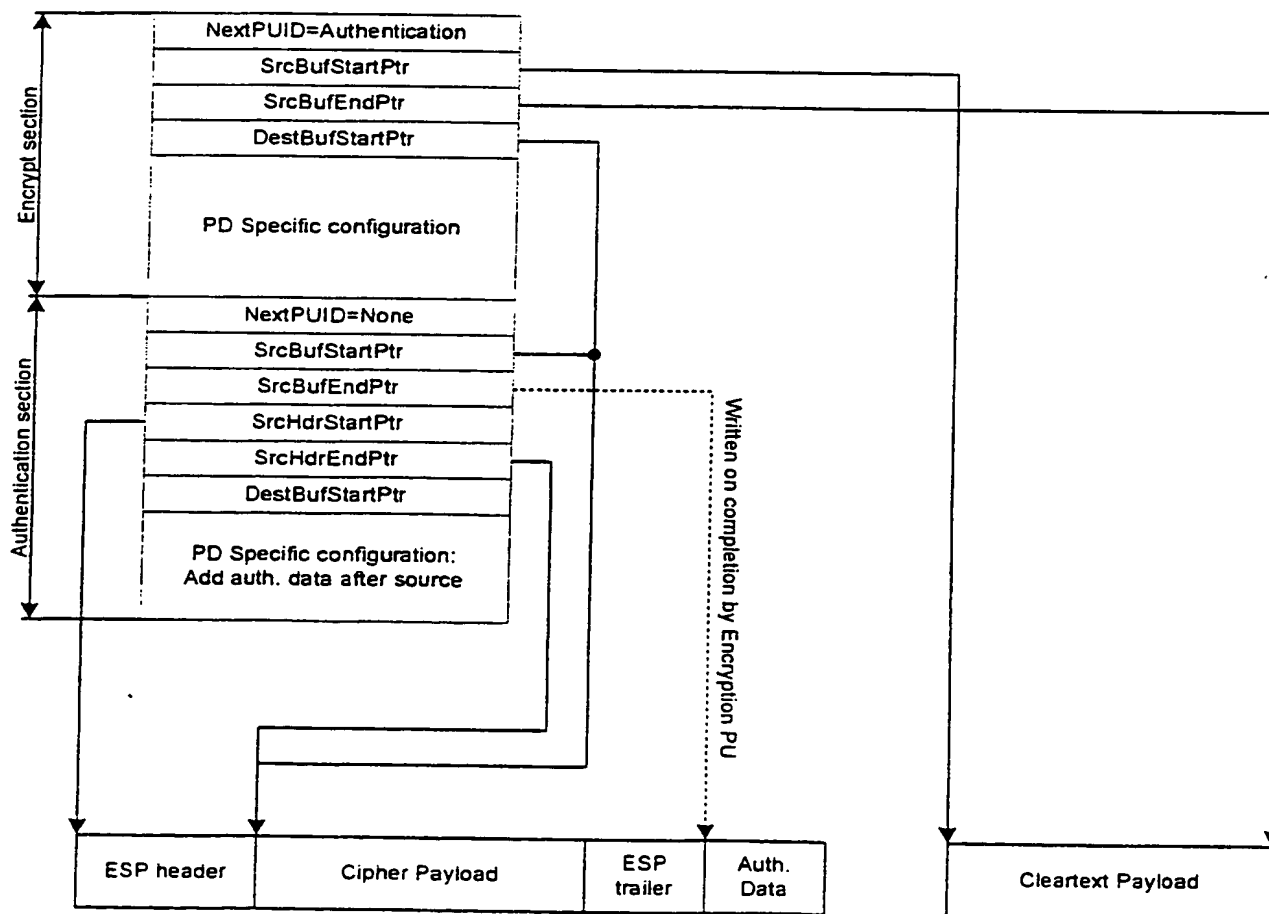 Encrypt section
NextPUID=Authentication
SrcBufStartPtr
SrcBufEndPtr
DestBufStartPtr
PD Specific configuration
Authentication section
NextPUID=None
SrcBufStartPtr
SrcBufEndPtr
SrcHdrStartPtr
SrcHdrEndPtr
DestBufStartPtr
PD Specific configuration:
Add auth. data after source
Written on completion by Encryption PU
ESP header
Cipher Payload
ESP
trailer
Auth.
Data
Cleartext Payload